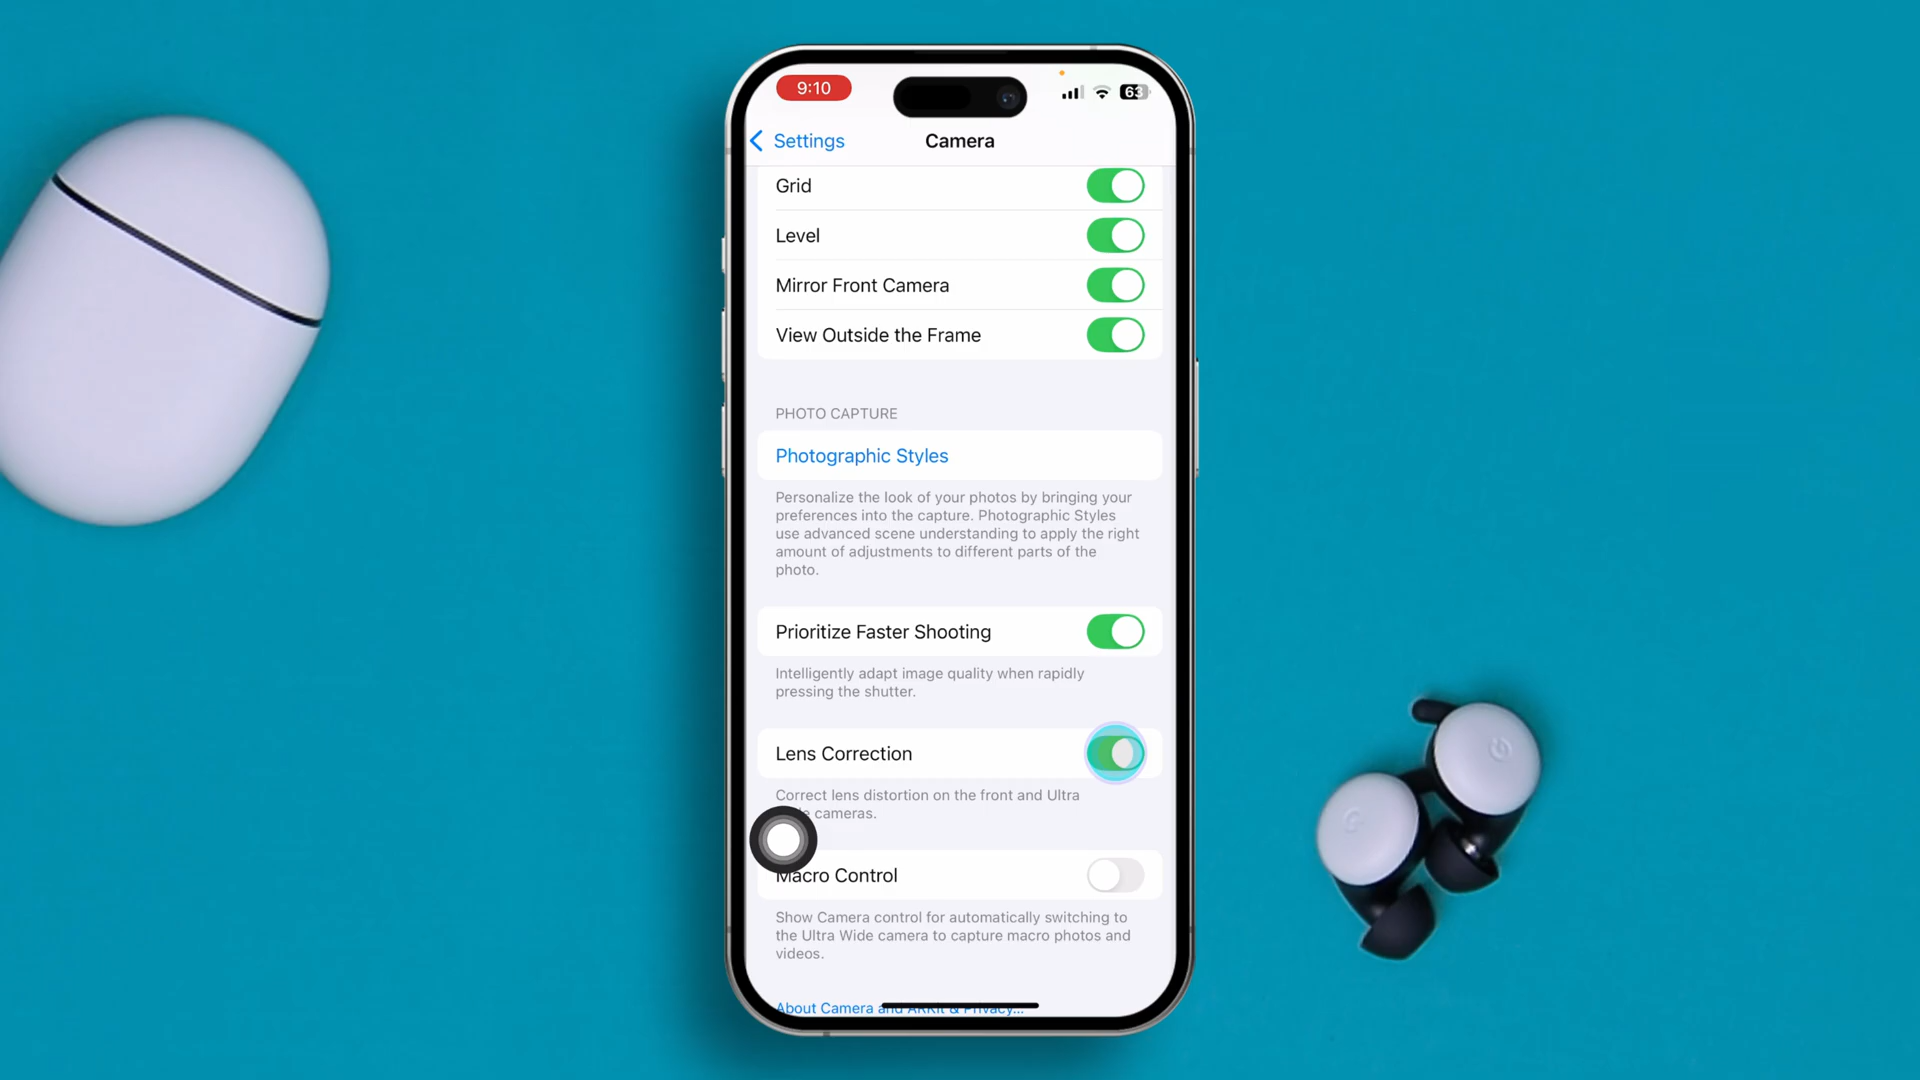 9:10
63
Settings
Camera
Grid
Level
Mirror Front Camera
View Outside the Frame
PHOTO CAPTURE
Photographic Styles
Personalize the look of your photos by bringing your
preferences into the capture. Photographic Styles
use advanced scene understanding to apply the right
amount of adjustments to different parts of the
photo.
Prioritize Faster Shooting
Intelligently adapt image quality when rapidly
pressing the shutter.
Lens Correction
Correct lens distortion on the front and Ultra
cameras.
Macro Control
Show Camera control for automatically switching to
the Ultra Wide camera to capture macro photos and
videos.
About Camera and ARKit & Privacy...